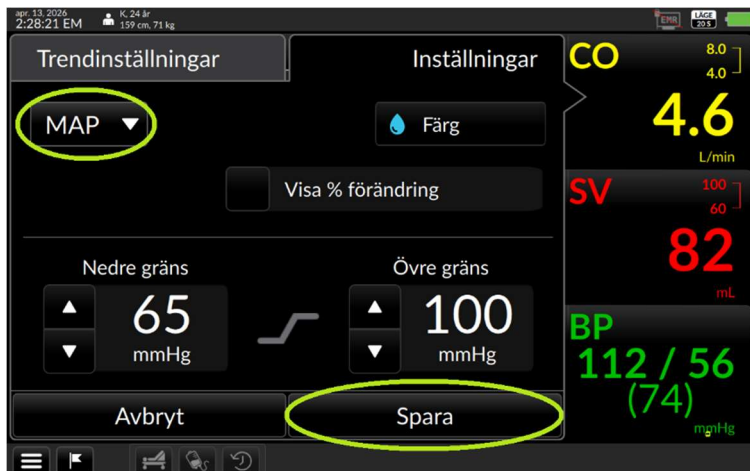 apr. 13, 2026
2:28:21 EM
K, 24 år
159 cm, 71 kg
EMR
LÄGE
20 S
Trendinställningar
Inställningar
MAP
Färg
Visa % förändring
Nedre gräns
Övre gräns
65
100
mmHg
mmHg
Avbryt
Spara
CO
8.0
4.0
4.6
L/min
SV
100
60
82
mL
BP
112 / 56
(74)
mmHg